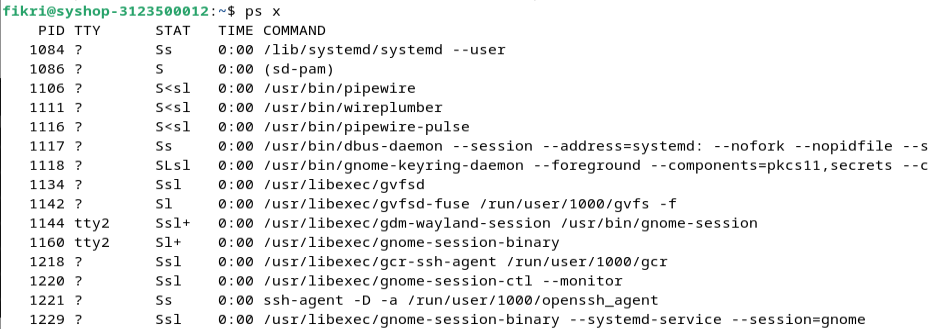 fikri@syshop-3123500012:~$ ps x
    PID TTY      STAT   TIME COMMAND
   1084 ?        Ss     0:00 /lib/systemd/systemd --user
   1086 ?        S      0:00 (sd-pam)
   1106 ?        S<sl   0:00 /usr/bin/pipewire
   1111 ?        S<sl   0:00 /usr/bin/wireplumber
   1116 ?        S<sl   0:00 /usr/bin/pipewire-pulse
   1117 ?        Ss     0:00 /usr/bin/dbus-daemon --session --address=systemd: --nofork --nopidfile --s
   1118 ?        SLsl   0:00 /usr/bin/gnome-keyring-daemon --foreground --components=pkcs11,secrets --c
   1134 ?        Ssl    0:00 /usr/libexec/gvfsd
   1142 ?        Sl     0:00 /usr/libexec/gvfsd-fuse /run/user/1000/gvfs -f
   1144 tty2     Ssl+   0:00 /usr/libexec/gdm-wayland-session /usr/bin/gnome-session
   1160 tty2     Sl+    0:00 /usr/libexec/gnome-session-binary
   1218 ?        Ssl    0:00 /usr/libexec/gcr-ssh-agent /run/user/1000/gcr
   1220 ?        Ssl    0:00 /usr/libexec/gnome-session-ctl --monitor
   1221 ?        Ss     0:00 ssh-agent -D -a /run/user/1000/openssh_agent
   1229 ?        Ssl    0:00 /usr/libexec/gnome-session-binary --systemd-service --session=gnome